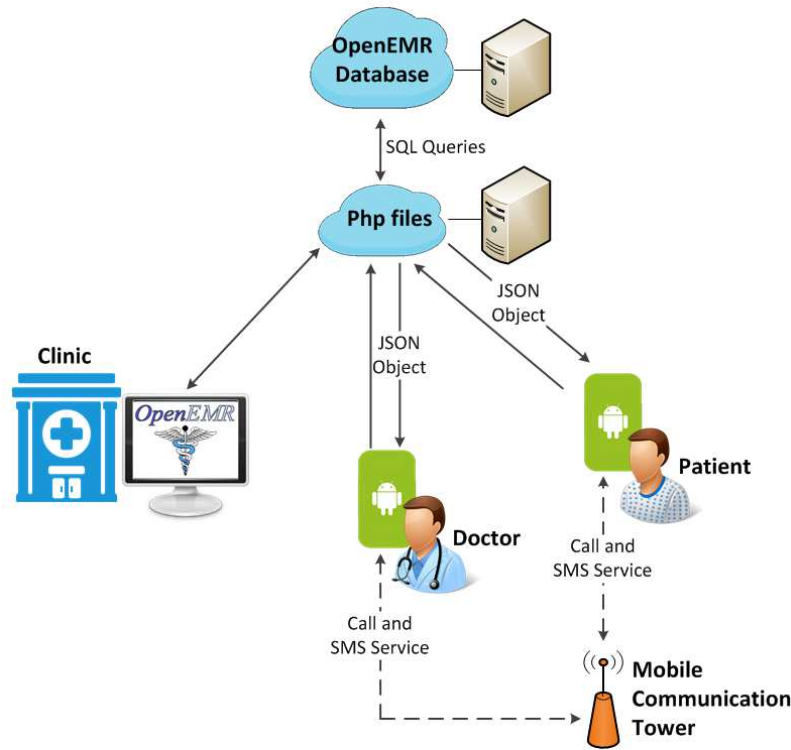 OpenEMR
Database
SQL Queries
Php files
JSON
Object
JSON
Object
Clinic
OpenEMR
Patient
Doctor
Call and
SMS Service
Call and
SMS Service
Mobile
Communication
Tower